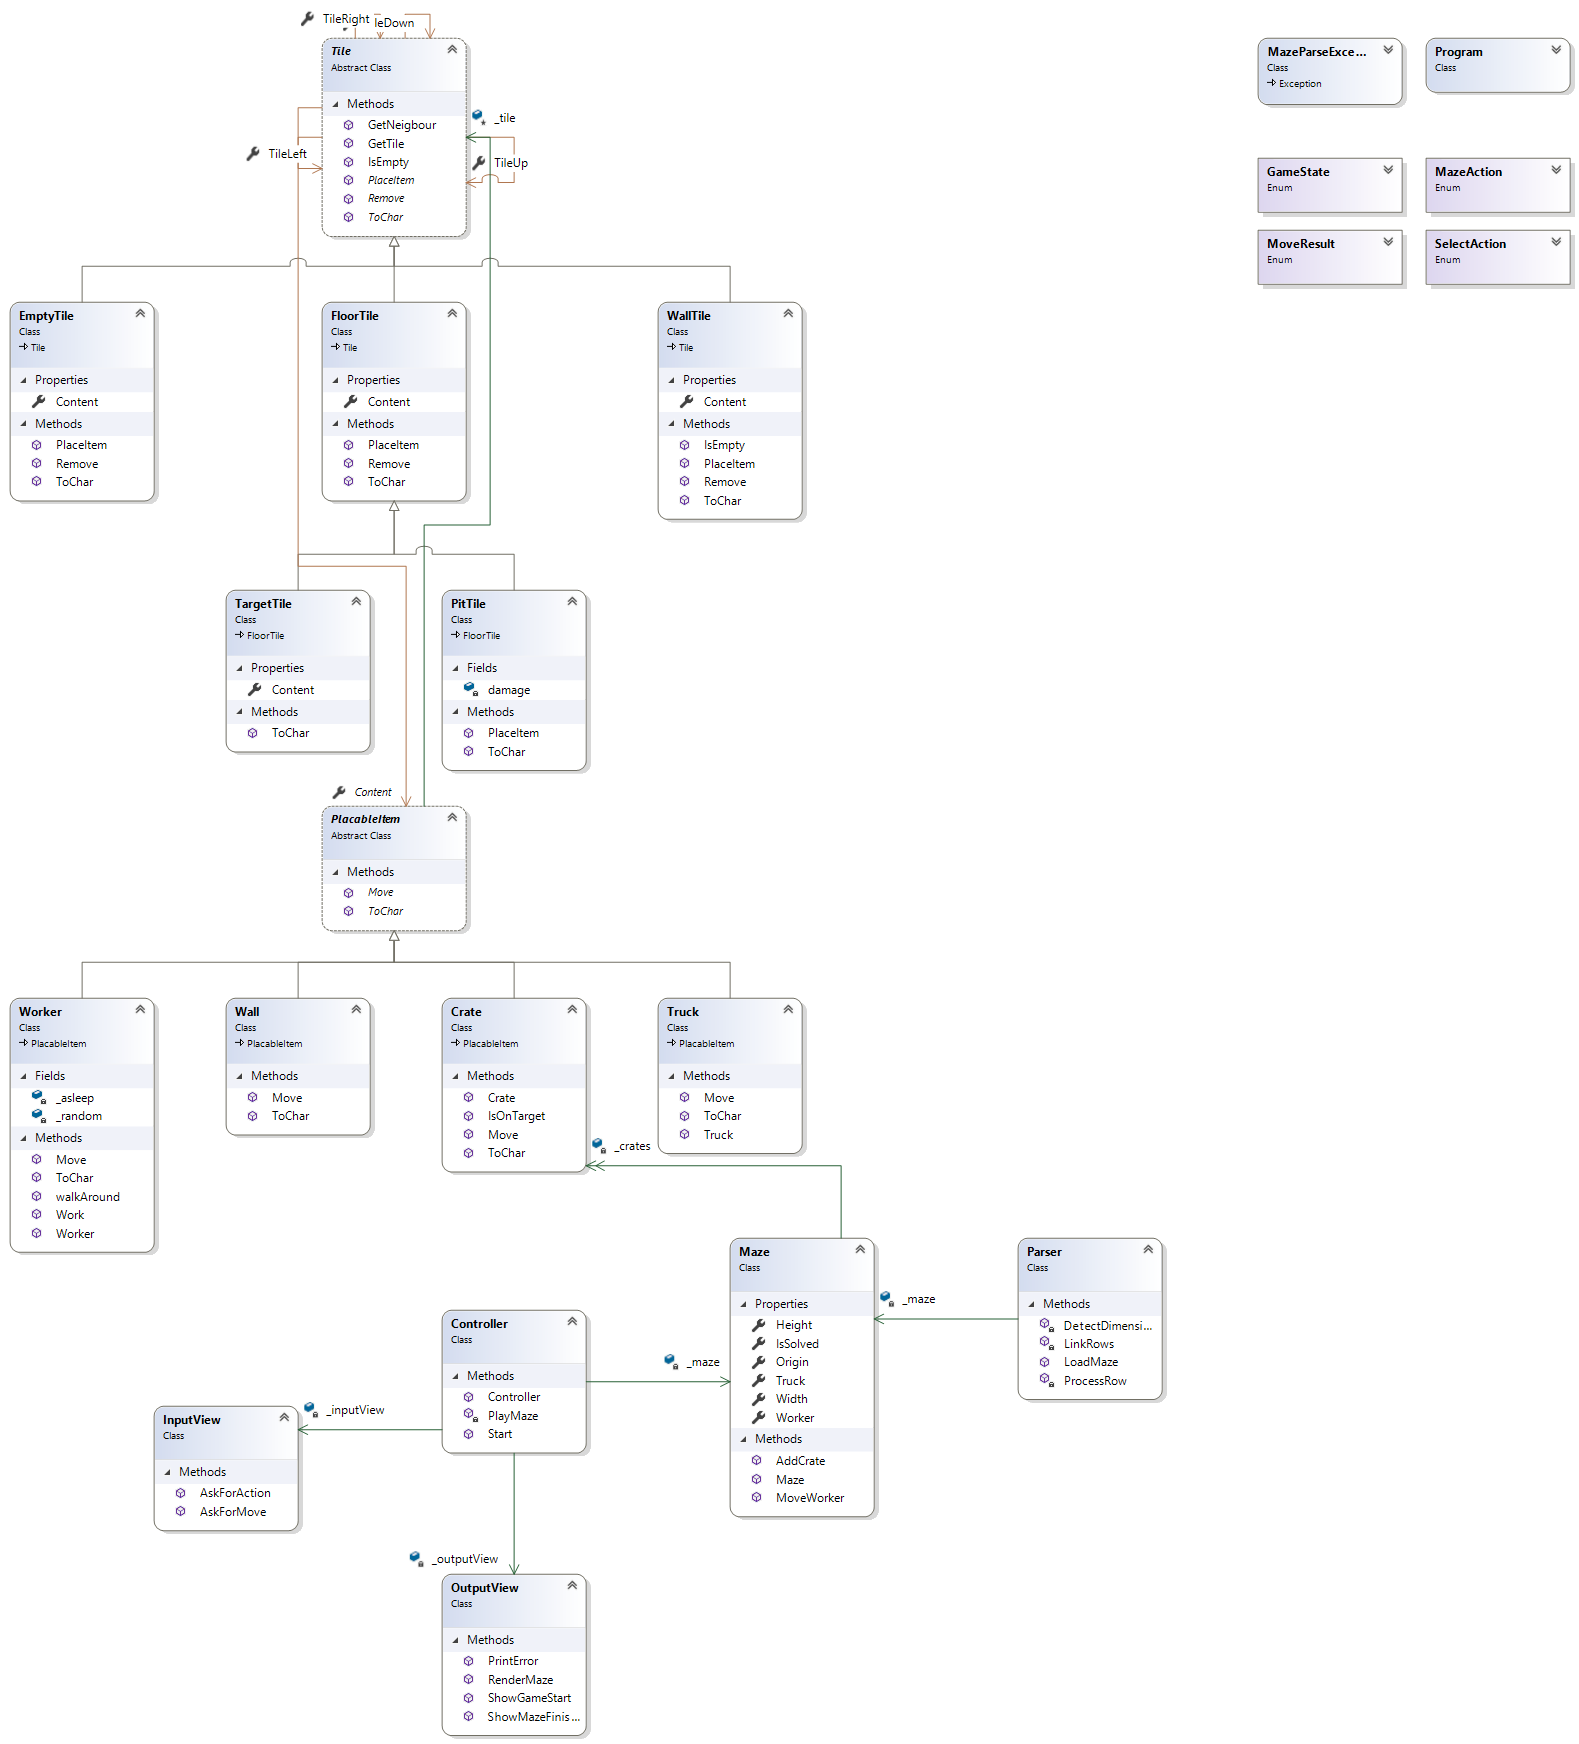 TileRight
leDown
Tile
Abstract Class
Methods
GetNeigbour
GetTile
IsEmpty
PlaceItem
Remove
ToChar
_tile
TileLeft
TileUp
MazeParseExce...
Class
Exception
Program
Class
GameState
Enum
MazeAction
Enum
MoveResult
Enum
SelectAction
Enum
EmptyTile
Class
Tile
Properties
Content
Methods
PlaceItem
Remove
ToChar
FloorTile
Class
Tile
Properties
Content
Methods
PlaceItem
Remove
ToChar
WallTile
Class
Tile
Properties
Content
Methods
IsEmpty
PlaceItem
Remove
ToChar
TargetTile
Class
FloorTile
Properties
Content
Methods
ToChar
PitTile
Class
FloorTile
Fields
damage
Methods
PlaceItem
ToChar
Content
PlacableItem
Abstract Class
Methods
Move
ToChar
Worker
Class
PlacableItem
Fields
_asleep
_random
Methods
Move
ToChar
walkAround
Work
Worker
Wall
Class
PlacableItem
Methods
Move
ToChar
Crate
Class
PlacableItem
Methods
Crate
IsOnTarget
Move
ToChar
_crates
Truck
Class
PlacableItem
Methods
Move
ToChar
Truck
Maze
Class
Properties
Height
IsSolved
Origin
Truck
Width
Worker
Methods
AddCrate
Maze
MoveWorker
_maze
Parser
Class
Methods
DetectDimensi...
LinkRows
LoadMaze
ProcessRow
Controller
Class
Methods
Controller
PlayMaze
Start
_maze
_inputView
InputView
Class
Methods
AskForAction
AskForMove
_outputView
OutputView
Class
Methods
PrintError
RenderMaze
ShowGameStart
ShowMazeFinis...